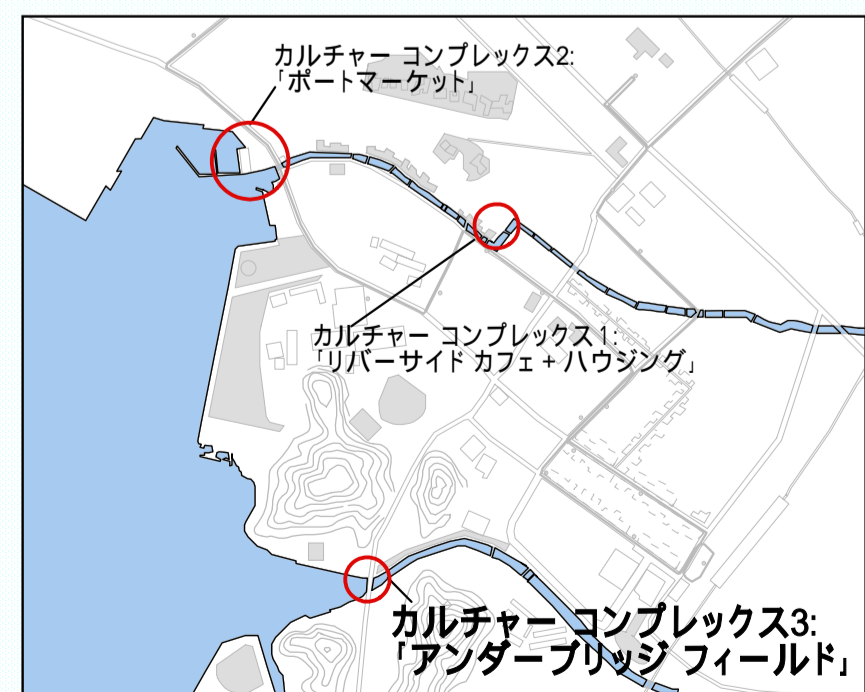 カルチャー コンプレックス2:
「ポートマーケット」
カルチャー コンプレックス1:
「リバーサイド カフェ + ハウジング」
カルチャー コンプレックス3:
「アンダーブリッジ フィールド」